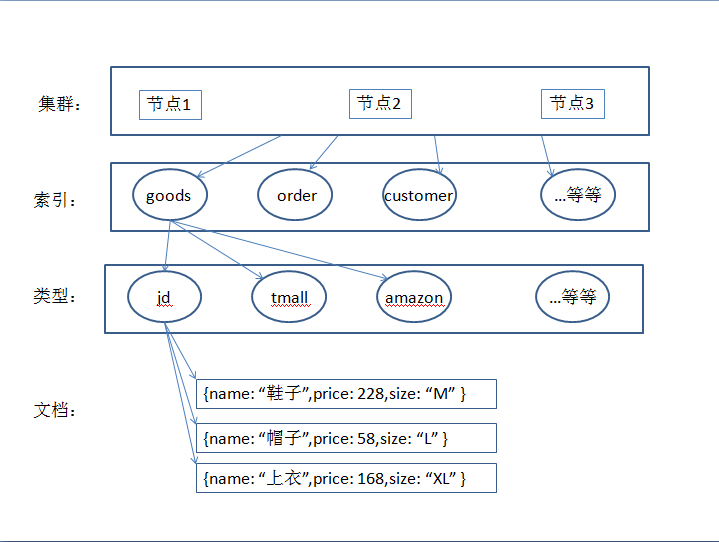 集群： 节点1 节点2 节点3
索引： goods order customer …等等
类型： jd tmall amazon …等等
文档：
{name: “鞋子”,price: 228,size: “M” }
{name: “帽子”,price: 58,size: “L” }
{name: “上衣”,price: 168,size: “XL” }